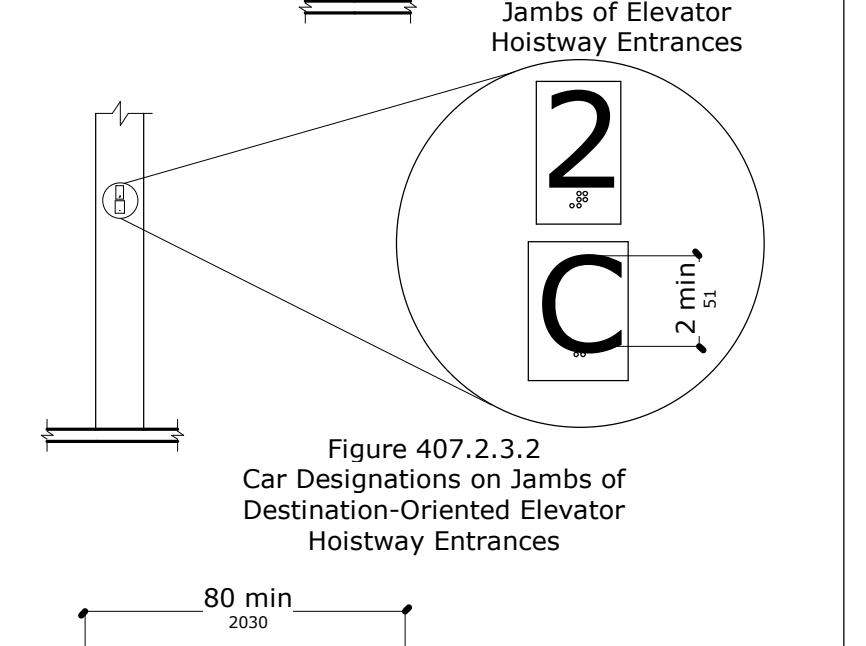 Jambs of Elevator
Hoistway Entrances
2
C
2 min
51
Figure 407.2.3.2
Car Designations on Jambs of
Destination-Oriented Elevator
Hoistway Entrances
80 min
2030